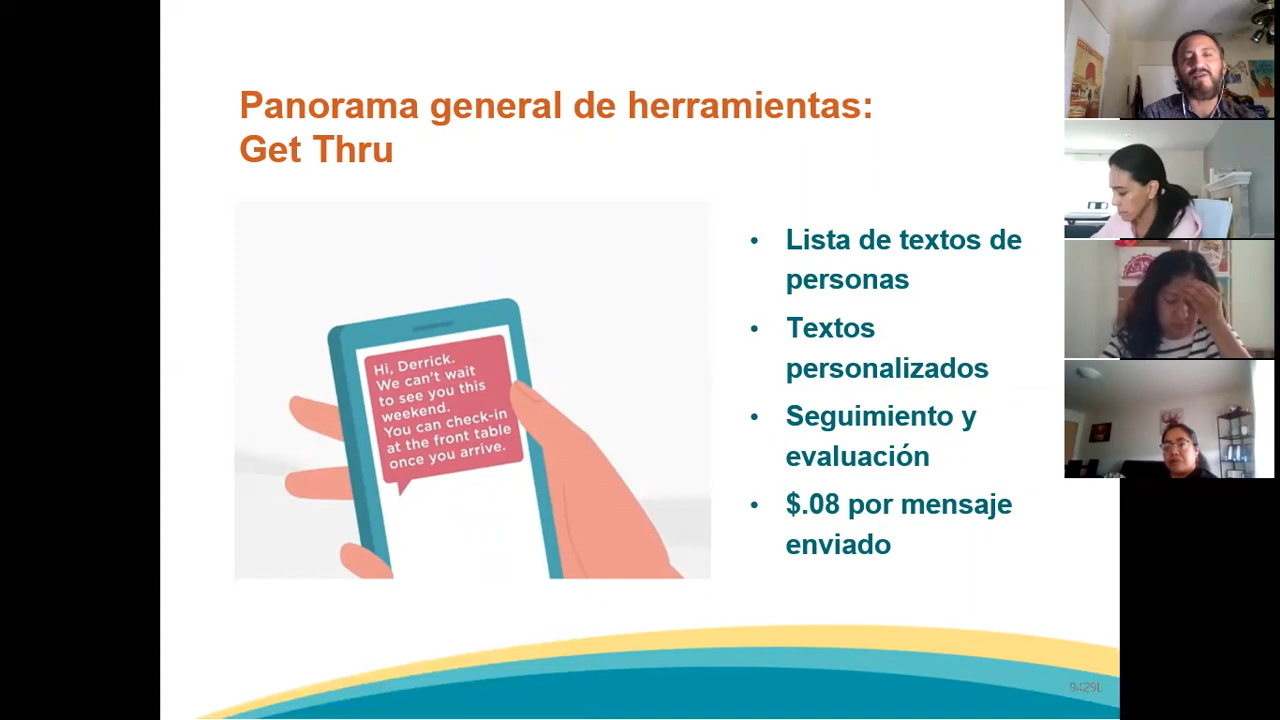 Panorama general de herramientas:
Get Thru
Hi, Derrick.
We can't wait
to see you this
weekend.
You can check-in
at the front table
once you arrive.
• Lista de textos de
personas
• Textos
personalizados
• Seguimiento y
evaluación
• $.08 por mensaje
enviado
9429L